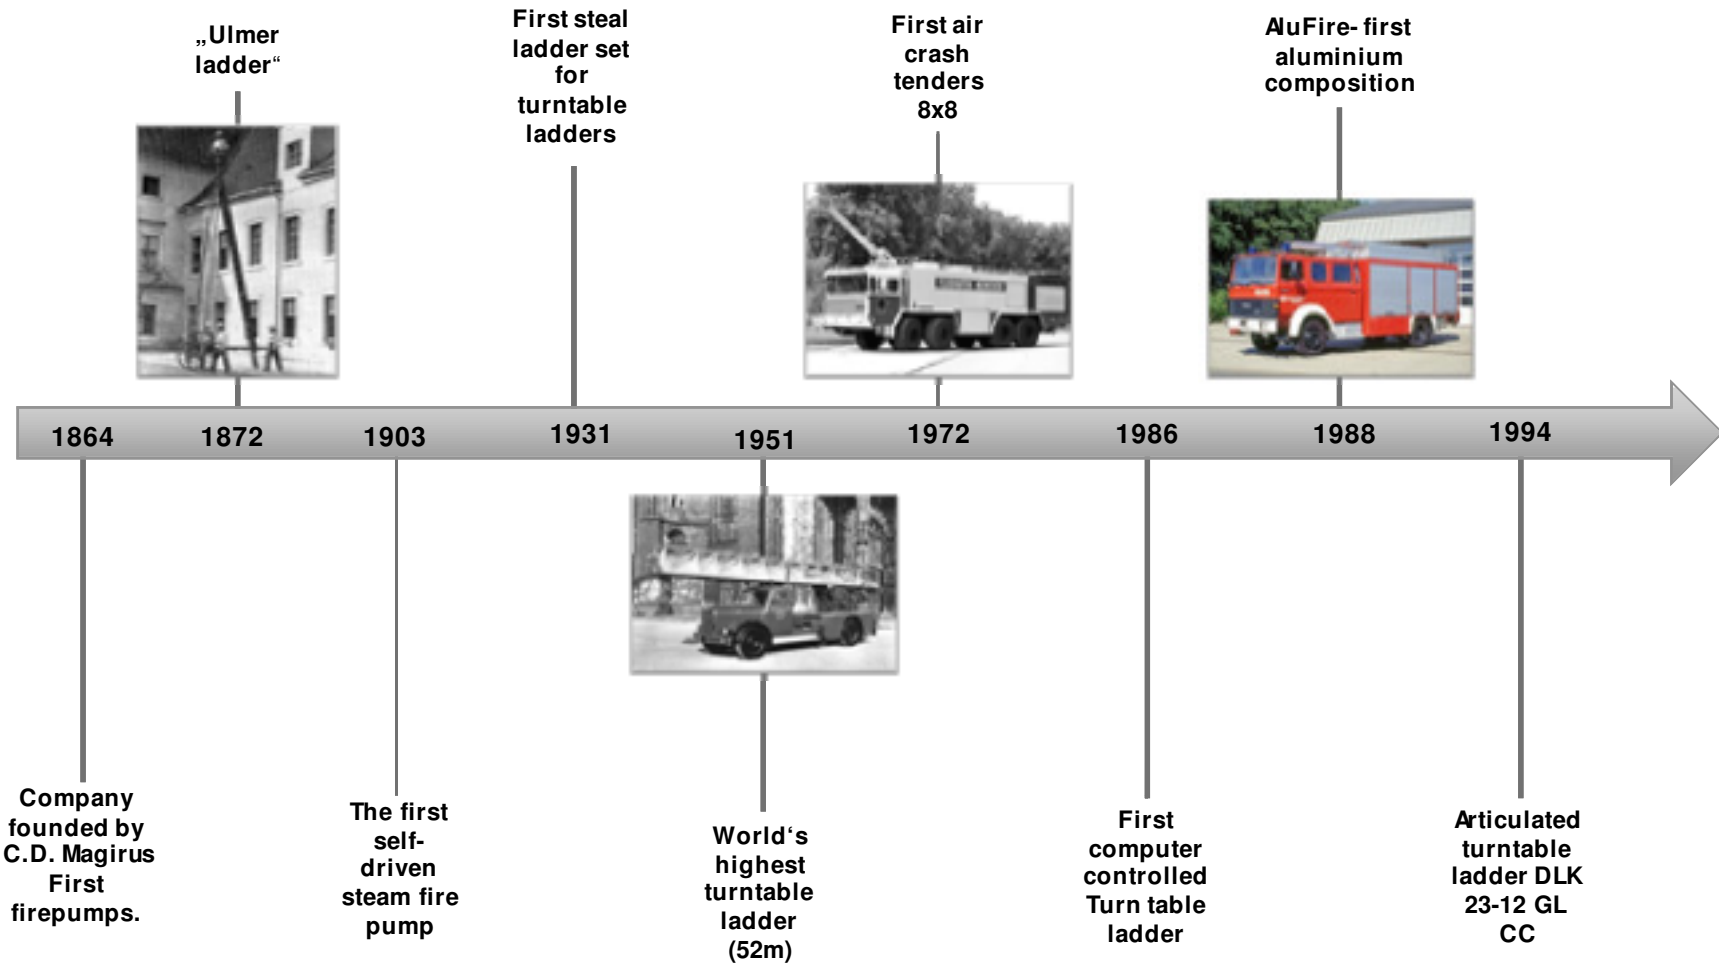 „Ulmer
ladder“
First steal
ladder set
for
turntable
ladders
First air
crash
tenders
8x8
AluFire- first
aluminium
composition
1864
1872
1903
1931
1951
1972
1986
1988
1994
Company
founded by
C.D. Magirus
First
firepumps.
The first
self-
driven
steam fire
pump
World‘s
highest
turntable
ladder
(52m)
First
computer
controlled
Turn table
ladder
Articulated
turntable
ladder DLK
23-12 GL
CC